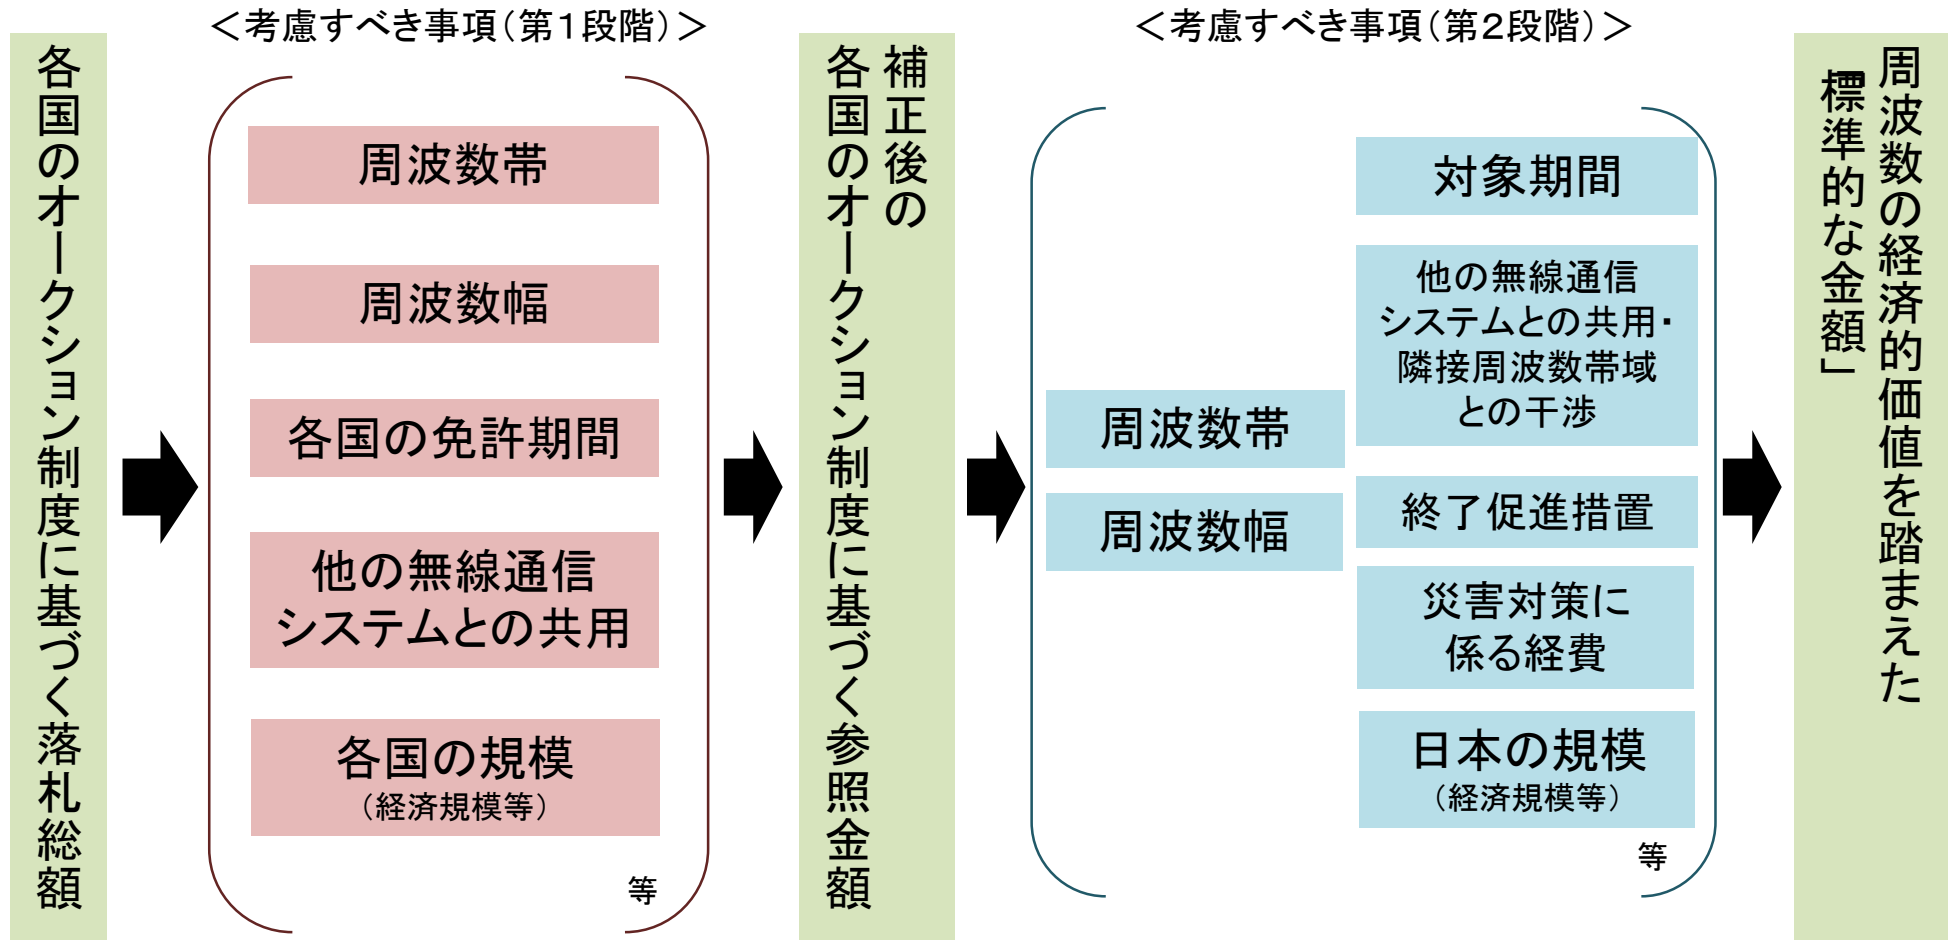 各国のオークション制度に基づく落札総額
＜考慮すべき事項（第１段階）＞
周波数帯
周波数幅
各国の免許期間
他の無線通信
システムとの共用
各国の規模
（経済規模等）
等
補正後の
各国のオークション制度に基づく参照金額
＜考慮すべき事項（第２段階）＞
周波数帯
周波数幅
対象期間
他の無線通信
システムとの共用・
隣接周波数帯域
との干渉
終了促進措置
災害対策に
係る経費
日本の規模
（経済規模等）
等
周波数の経済的価値を踏まえた
「標準的な金額」